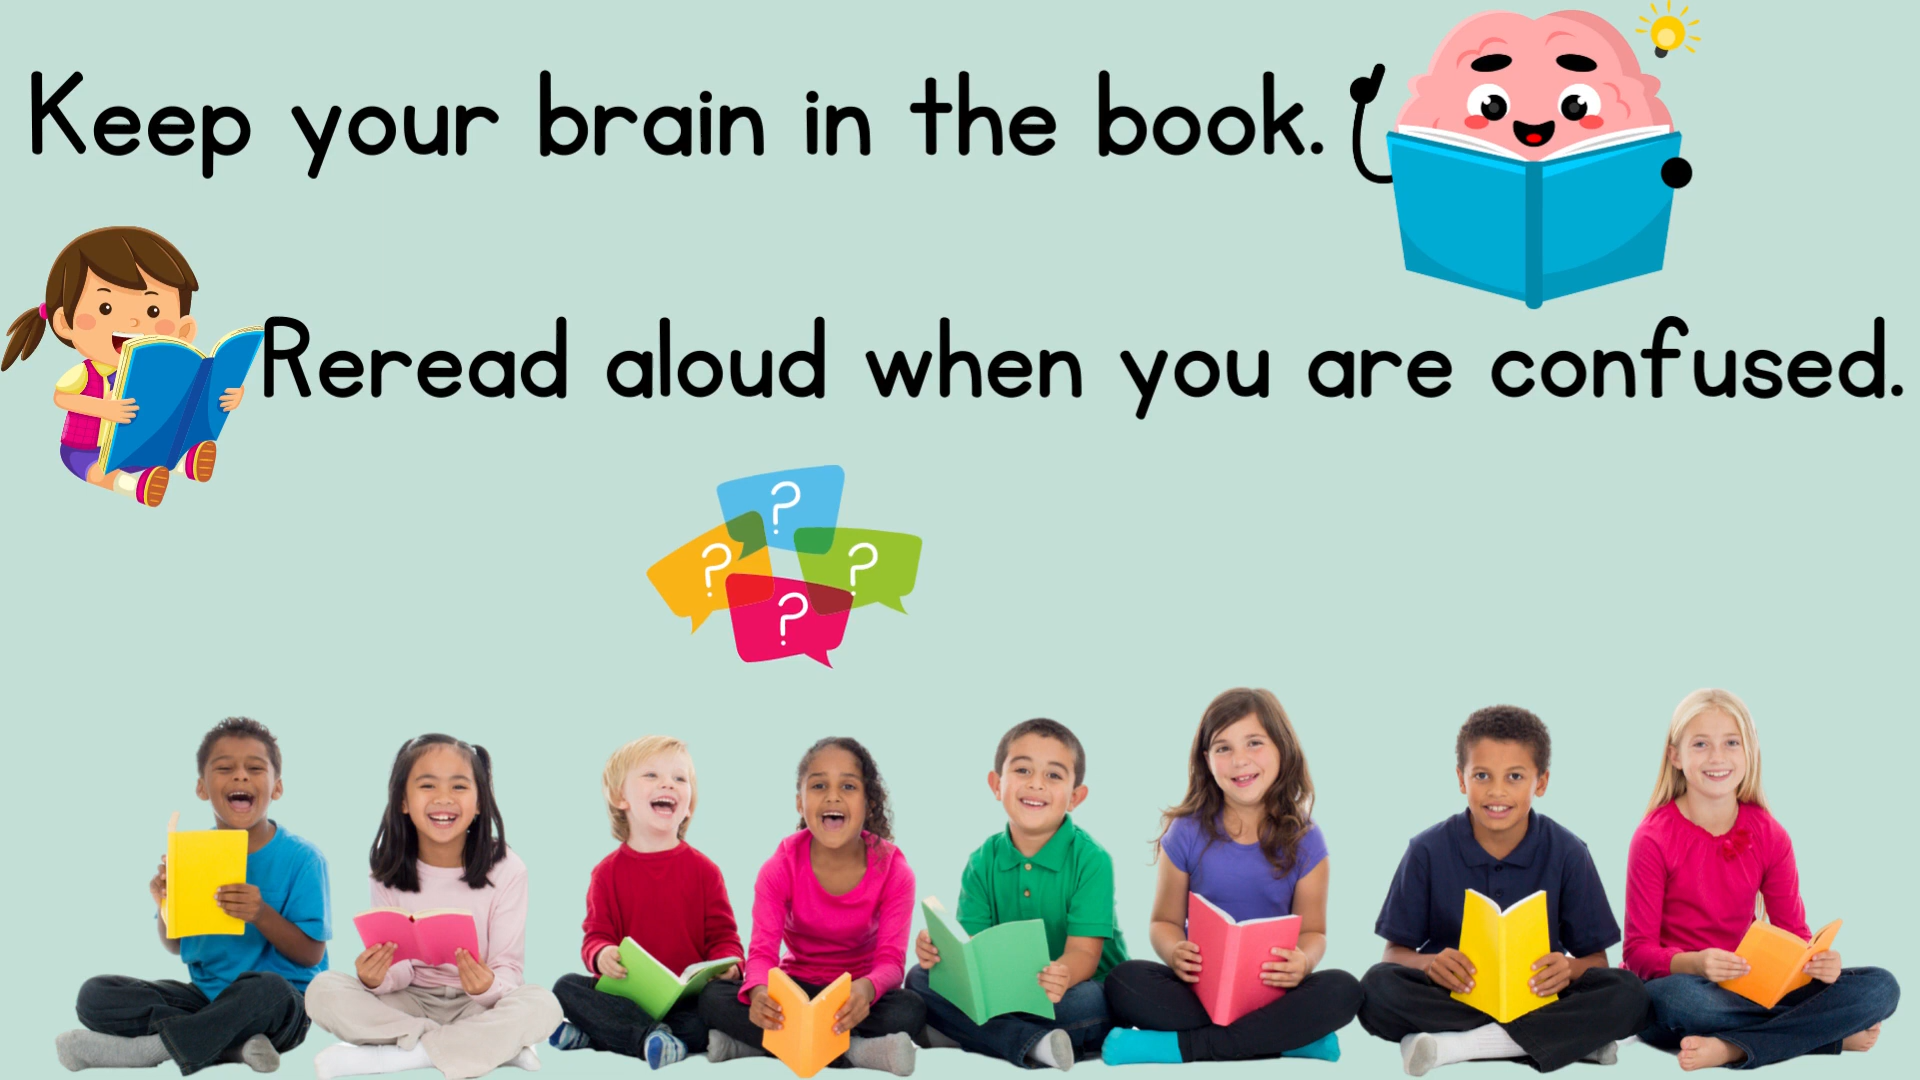 Keep your brain in the book.
Reread aloud when you are confused.
?
? ?
?